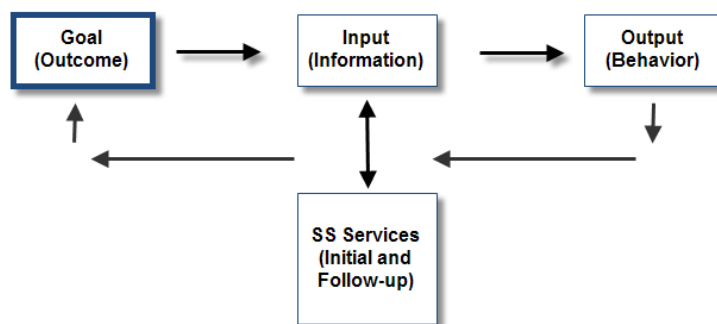 Goal
(Outcome)
Input
(Information)
Output
(Behavior)
SS Services
(Initial and
Follow-up)